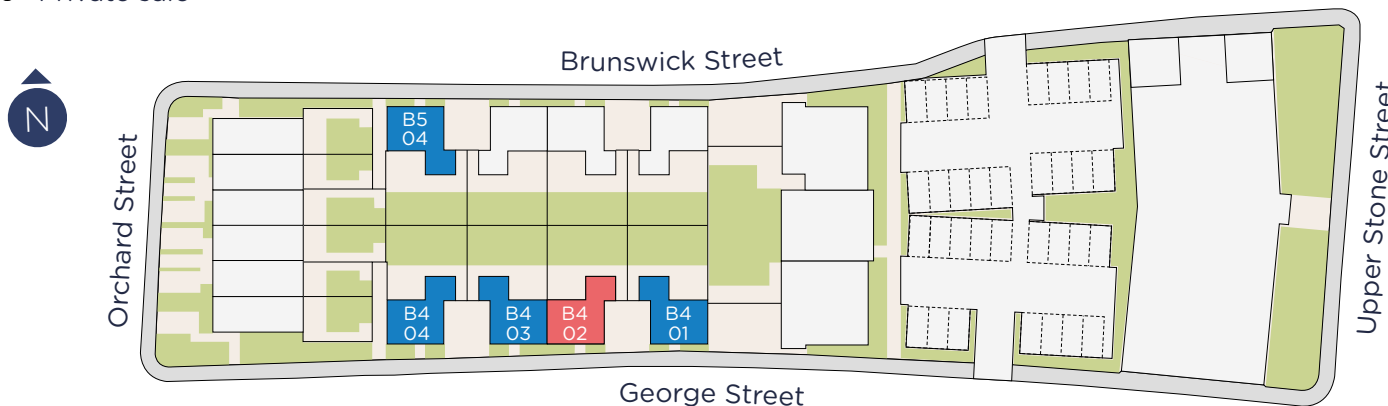 Brunswick Street
N
B5
04
Orchard Street
Upper Stone Street
B4
04
B4
03
B4
02
B4
01
George Street